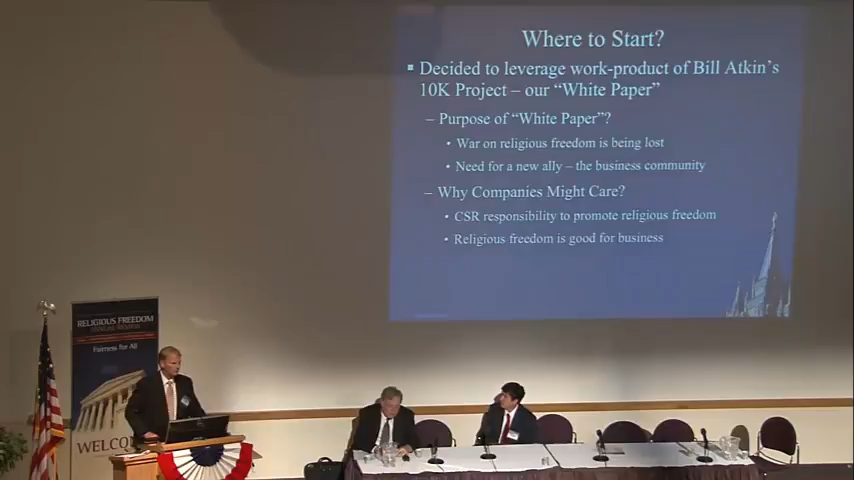 Where to Start?
▪ Decided to leverage work-product of Bill Atkin's
10K Project – our “White Paper”
– Purpose of “White Paper”?
• War on religious freedom is being lost
• Need for a new ally – the business community
– Why Companies Might Care?
• CSR responsibility to promote religious freedom
• Religious freedom is good for business
RELIGIOUS FREEDOM
ANNUAL REVIEW
Fairness for All
WELCO